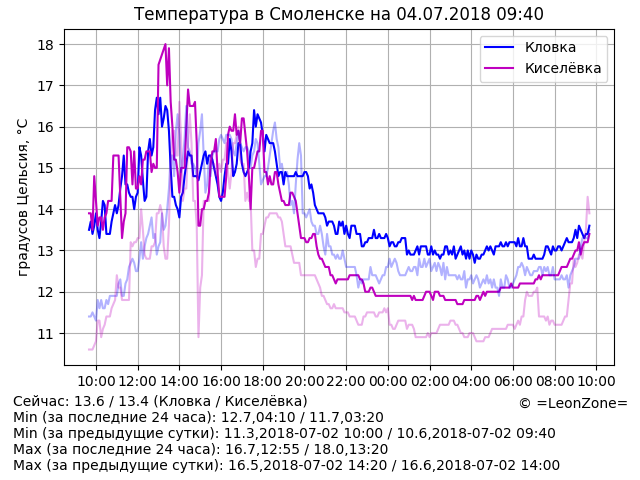 Температура в Смоленске на 04.07.2018 09:40
Кловка
Киселёвка
градусов Цельсия, °C
18
17
16
15
14
13
12
11
10:00 12:00 14:00 16:00 18:00 20:00 22:00 00:00 02:00 04:00 06:00 08:00 10:00
Сейчас: 13.6 / 13.4 (Кловка / Киселёвка)
© =LeonZone=
Min (за последние 24 часа): 12.7,04:10 / 11.7,03:20
Min (за предыдущие сутки): 11.3,2018-07-02 10:00 / 10.6,2018-07-02 09:40
Max (за последние 24 часа): 16.7,12:55 / 18.0,13:20
Max (за предыдущие сутки): 16.5,2018-07-02 14:20 / 16.6,2018-07-02 14:00